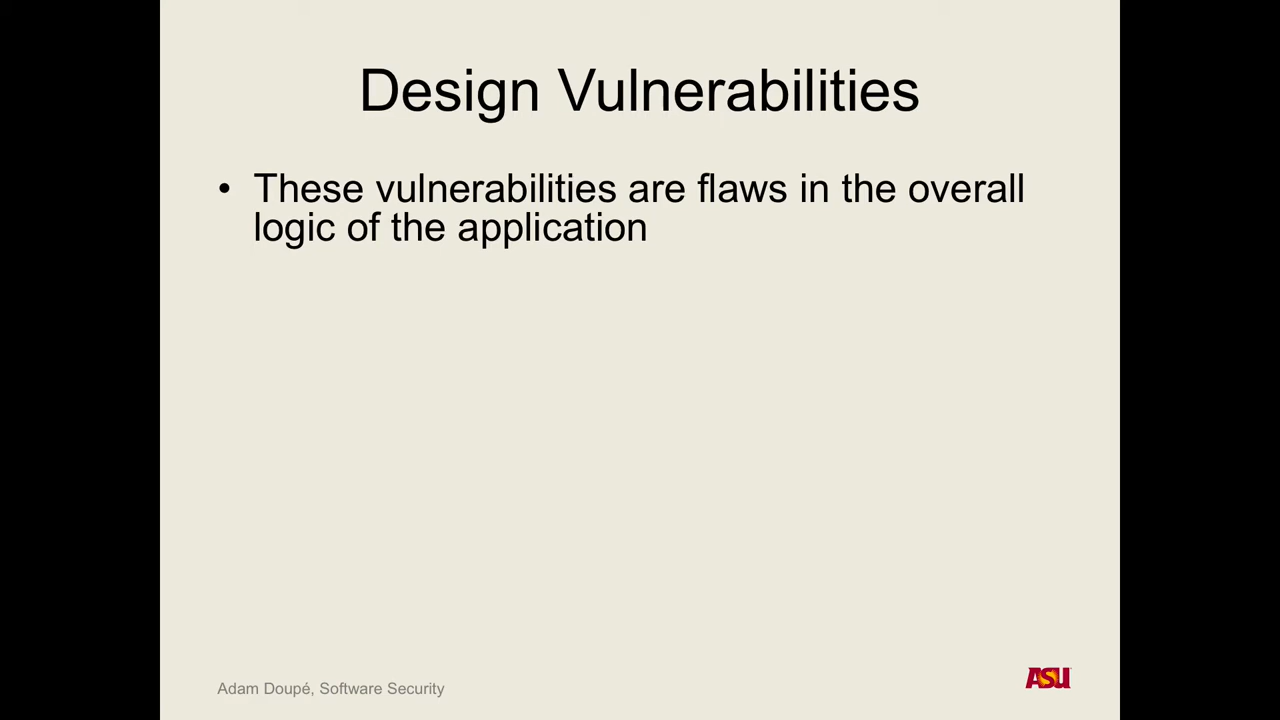 Design Vulnerabilities
• These vulnerabilities are flaws in the overall
logic of the application
Adam Doupé, Software Security
ASU